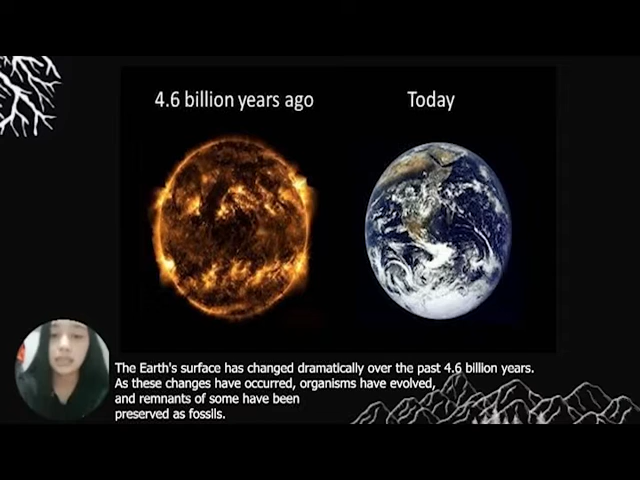 4.6 billion years ago
Today
The Earth's surface has changed dramatically over the past 4.6 billion years.
As these changes have occurred, organisms have evolved,
and remnants of some have been
preserved as fossils.